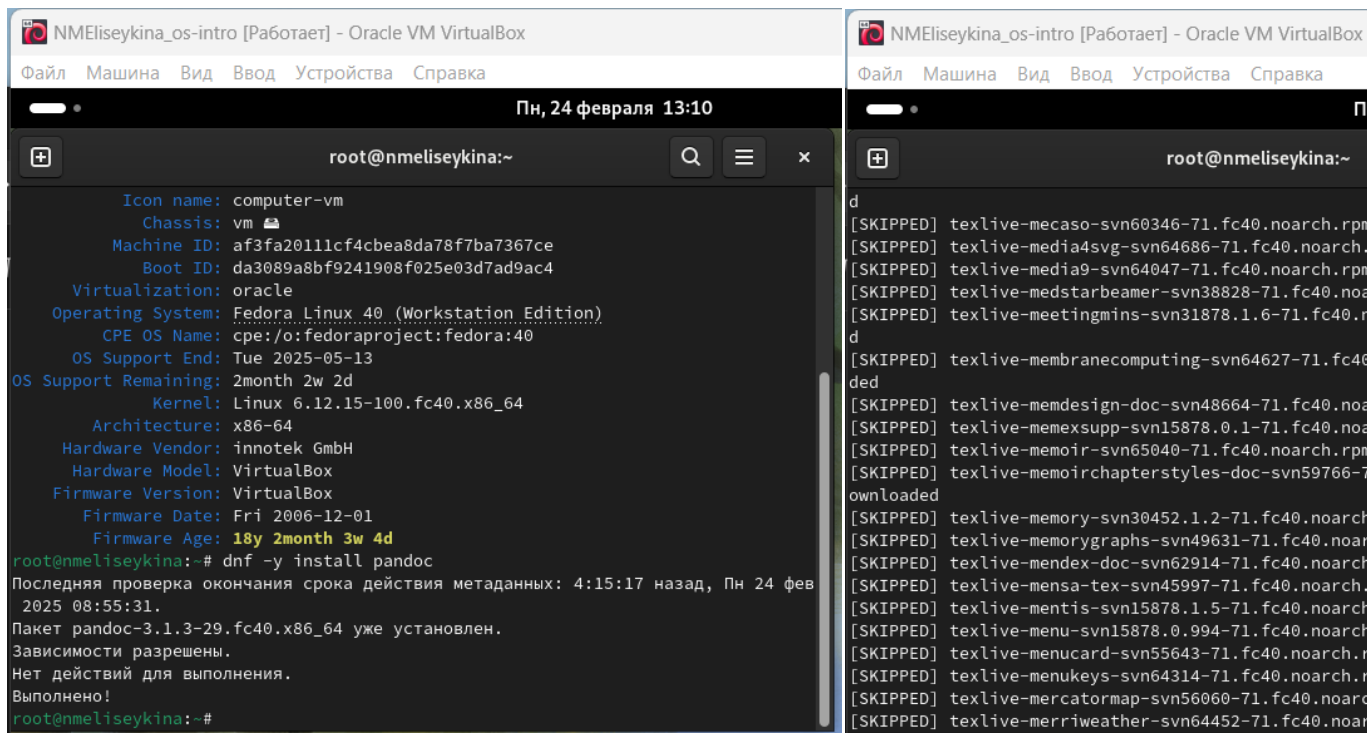 NMEliseykina_os-intro [Работает] - Oracle VM VirtualBox
Файл Машина Вид Ввод Устройства Справка
Пн, 24 февраля 13:10
root@nmeliseykina:~
Icon name: computer-vm
Chassis: vm
Machine ID: af3fa20111cf4cbea8da78f7ba7367ce
Boot ID: da3089a8bf9241908f025e03d7ad9ac4
Virtualization: oracle
Operating System: Fedora Linux 40 (Workstation Edition)
CPE OS Name: cpe:/o:fedoraproject:fedora:40
OS Support End: Tue 2025-05-13
OS Support Remaining: 2month 2w 2d
Kernel: Linux 6.12.15-100.fc40.x86_64
Architecture: x86-64
Hardware Vendor: innotek GmbH
Hardware Model: VirtualBox
Firmware Version: VirtualBox
Firmware Date: Fri 2006-12-01
Firmware Age: 18y 2month 3w 4d
root@nmeliseykina:~# dnf -y install pandoc
Последняя проверка окончания срока действия метаданных: 4:15:17 назад, Пн 24 фев
2025 08:55:31.
Пакет pandoc-3.1.3-29.fc40.x86_64 уже установлен.
Зависимости разрешены.
Нет действий для выполнения.
Выполнено!
root@nmeliseykina:~#
NMEliseykina_os-intro [Работает] - Oracle VM VirtualBox
Файл Машина Вид Ввод Устройства Справка
П
root@nmeliseykina:~
d
[SKIPPED] texlive-mecaso-svn60346-71.fc40.noarch.rpm
[SKIPPED] texlive-media4svg-svn64686-71.fc40.noarch.
[SKIPPED] texlive-media9-svn64047-71.fc40.noarch.rpm
[SKIPPED] texlive-medstarbeamer-svn38828-71.fc40.noa
[SKIPPED] texlive-meetingmins-svn31878.1.6-71.fc40.n
d
[SKIPPED] texlive-membranecomputing-svn64627-71.fc40
ded
[SKIPPED] texlive-memdesign-doc-svn48664-71.fc40.noa
[SKIPPED] texlive-memexsupp-svn15878.0.1-71.fc40.noa
[SKIPPED] texlive-memoir-svn65040-71.fc40.noarch.rpm
[SKIPPED] texlive-memoirchapterstyles-doc-svn59766-7
ownloaded
[SKIPPED] texlive-memory-svn30452.1.2-71.fc40.noarch
[SKIPPED] texlive-memorygraphs-svn49631-71.fc40.noar
[SKIPPED] texlive-mendex-doc-svn62914-71.fc40.noarch
[SKIPPED] texlive-mensa-tex-svn45997-71.fc40.noarch.
[SKIPPED] texlive-mentis-svn15878.1.5-71.fc40.noarch
[SKIPPED] texlive-menu-svn15878.0.994-71.fc40.noarch
[SKIPPED] texlive-menucard-svn55643-71.fc40.noarch.r
[SKIPPED] texlive-menukeys-svn64314-71.fc40.noarch.r
[SKIPPED] texlive-mercatormap-svn56060-71.fc40.noarc
[SKIPPED] texlive-merriweather-svn64452-71.fc40.noar